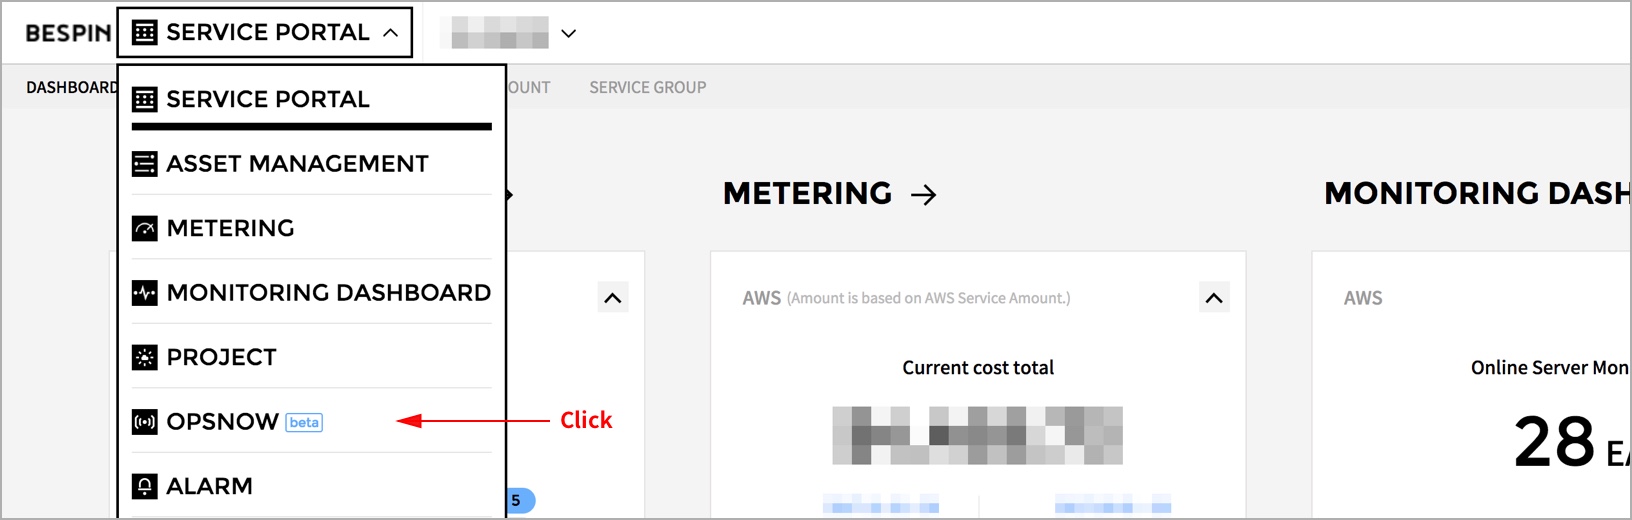 BESPIN
SERVICE PORTAL
DASHBOARD
OUNT
SERVICE GROUP
SERVICE PORTAL
ASSET MANAGEMENT
METERING
MONITORING DASHBOARD
PROJECT
OPSNOW beta
Click
ALARM
5
METERING
AWS (Amount is based on AWS Service Amount.)
Current cost total
MONITORING DASH
AWS
Online Server Mon
28 EA